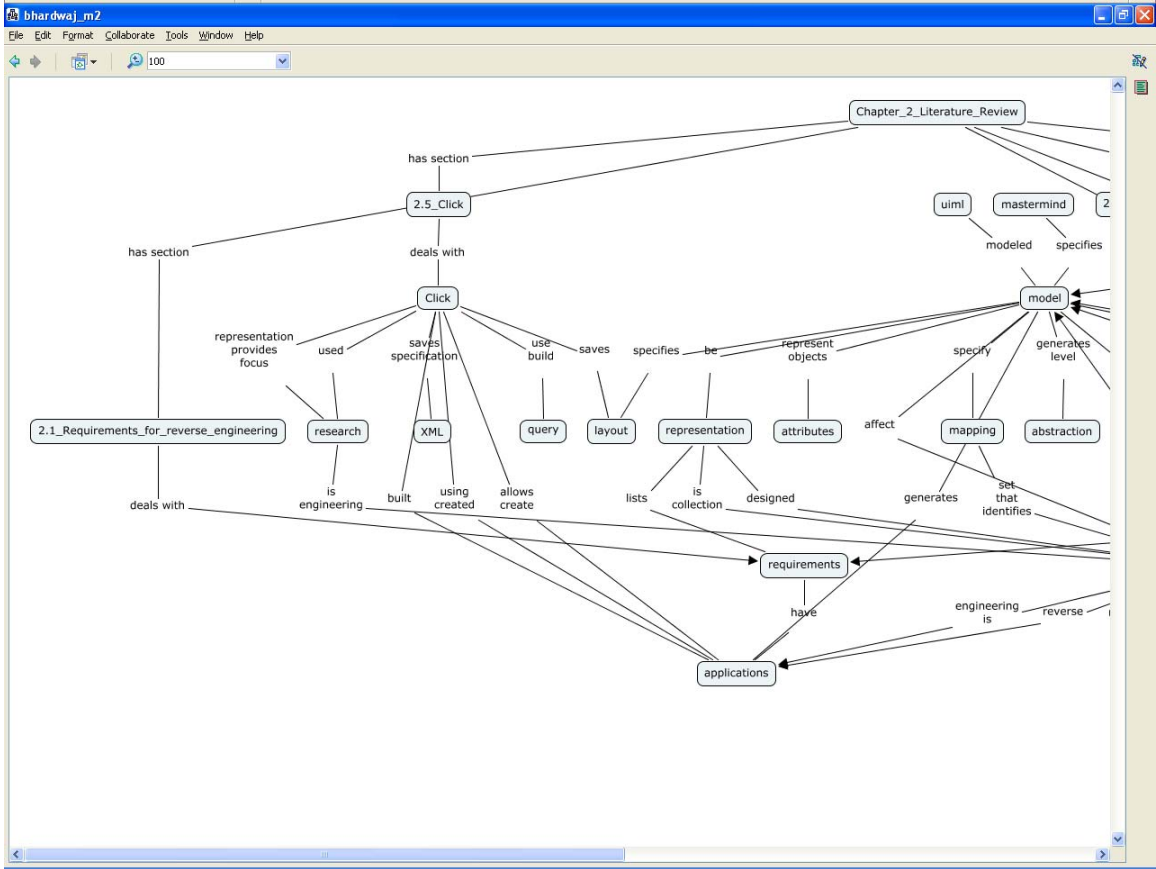 bhardwaj_m2
File Edit Format Collaborate Tools Window Help
100
Chapter_2_Literature_Review
has section
2.5_Click
uiml
mastermind
2
has section
deals with
modeled
specifies
Click
model
representation
provides
focus
used
saves
specification
use
build
saves
specifies
be
represent
objects
specify
generates
level
2.1_Requirements_for_reverse_engineering
research
XML
query
layout
representation
attributes
affect
mapping
abstraction
deals with
is
engineering
built
using
created
allows
create
lists
is
collection
designed
generates
set
that
identifies
requirements
have
engineering
is
reverse
applications